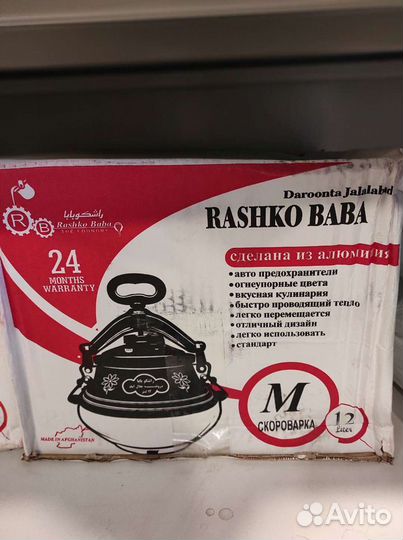 Daroonta Jalalabad
RASHKO BABA
راشکوبابا
R B
Rashko Baba
24
MONTHS
WARRANTY
сделана из алюминия
• авто предохранители
• огнеупорные цвета
• вкусная кулинария
• быстро проводящий тепло
• легко перемещается
• отличный дизайн
• легко использовать
• стандарт
M
СКОРОВАРКА
12
Liter
MADE IN AFGHANISTAN
Avito